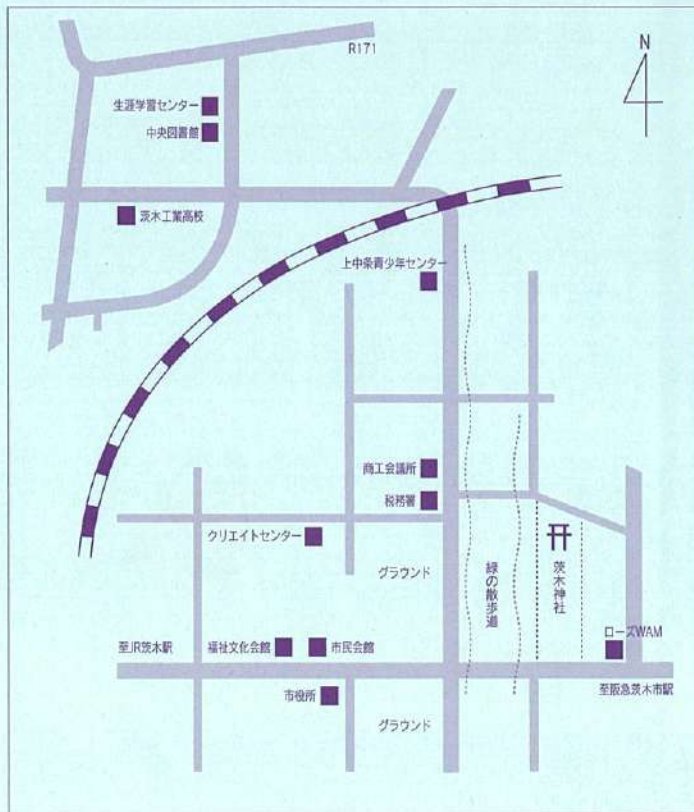 R171
N
生涯学習センター
中央図書館
茨木工業高校
上中条青少年センター
商工会議所
税務署
クリエイトセンター
グラウンド
緑の散歩道
茨木神社
ローズWAM
至JR茨木駅
福祉文化会館
市民会館
至阪急茨木市駅
市役所
グラウンド